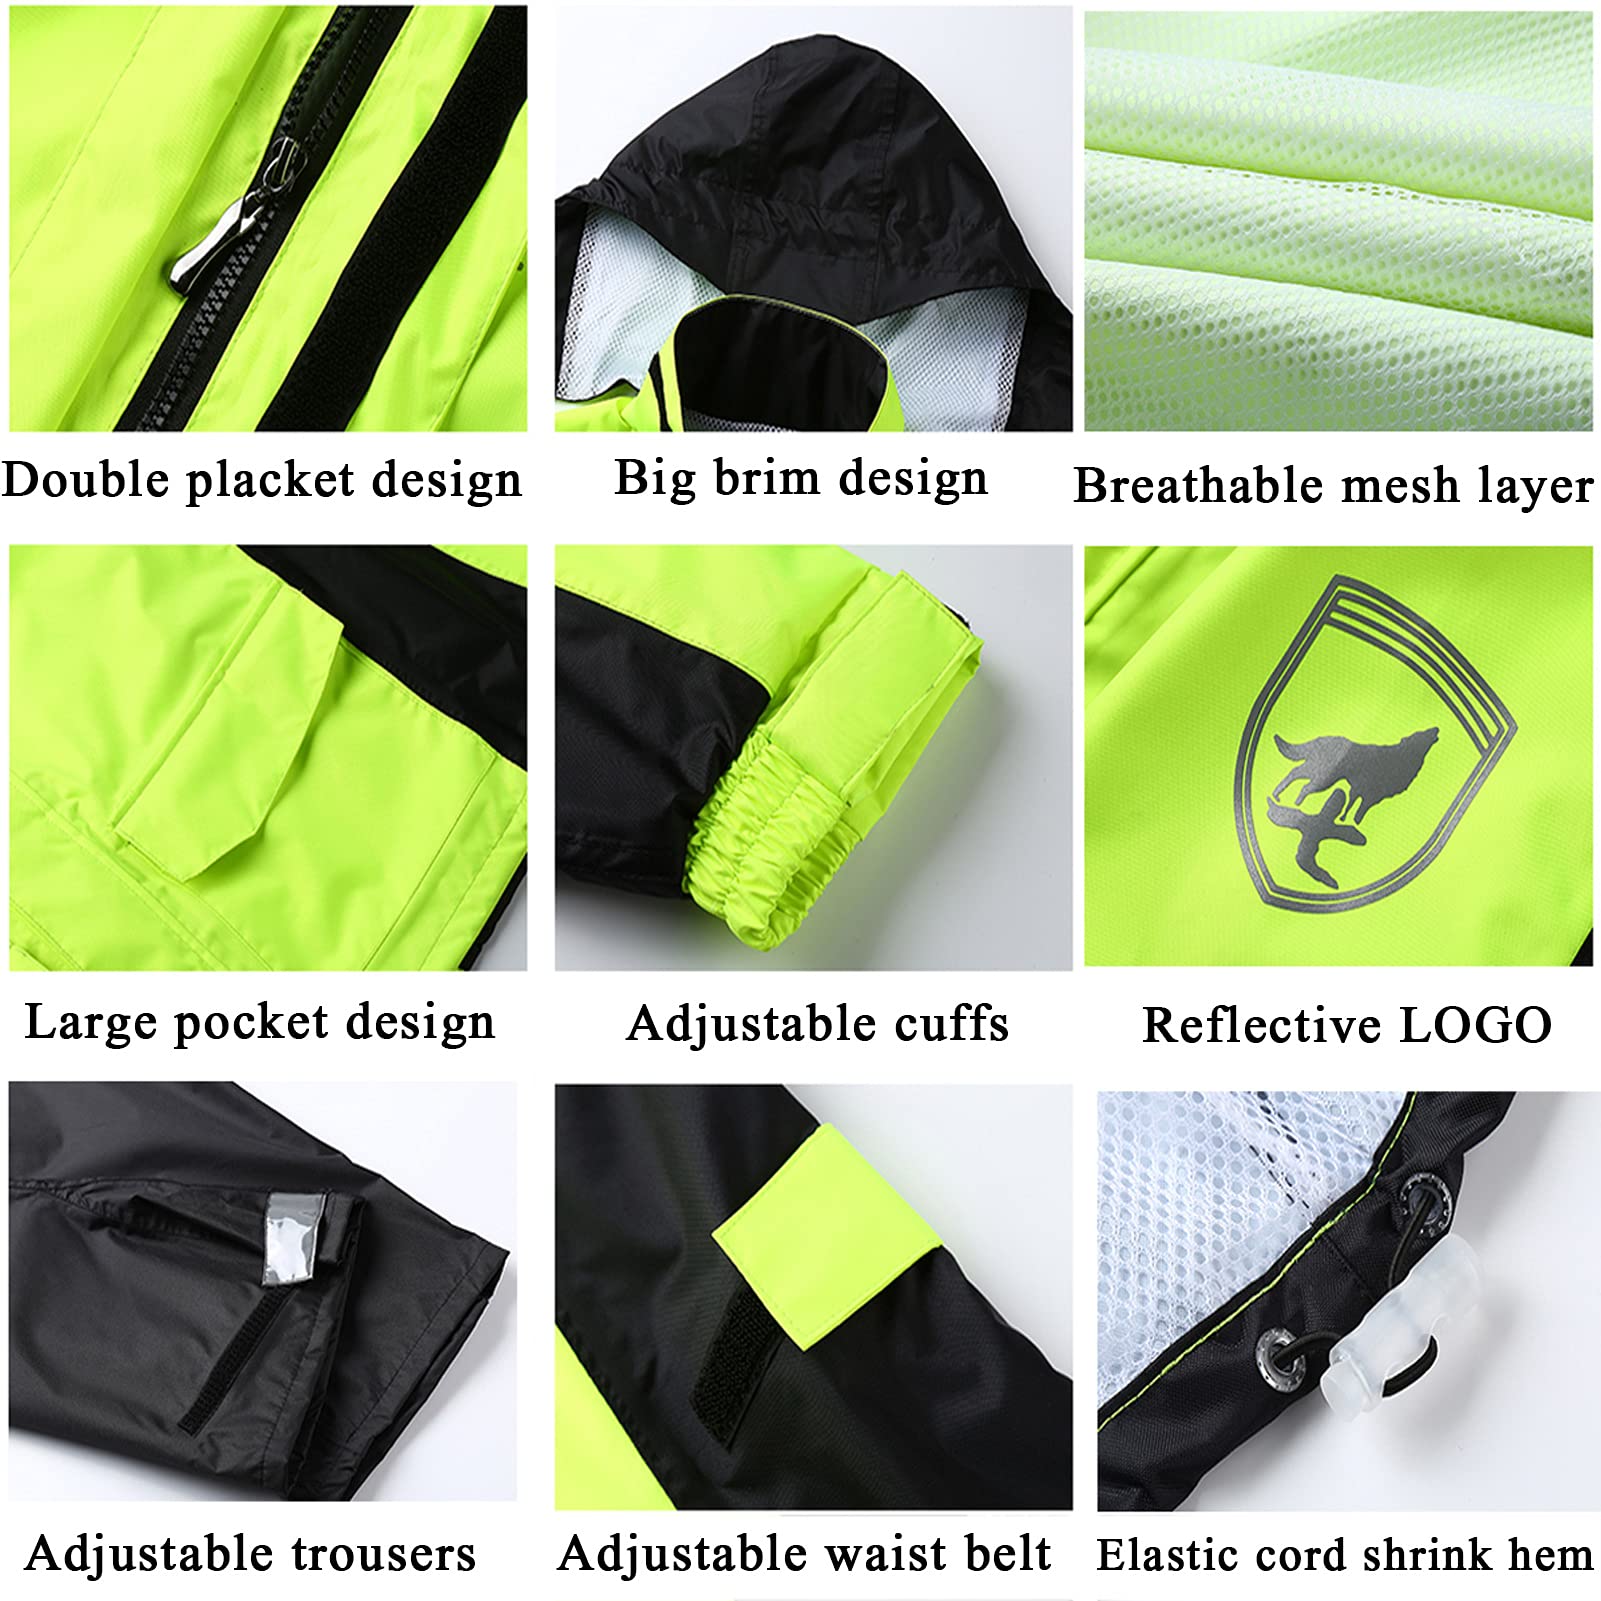 Double placket design
Big brim design
Breathable mesh layer
Large pocket design
Adjustable cuffs
Reflective LOGO
Adjustable trousers
Adjustable waist belt
Elastic cord shrink hem